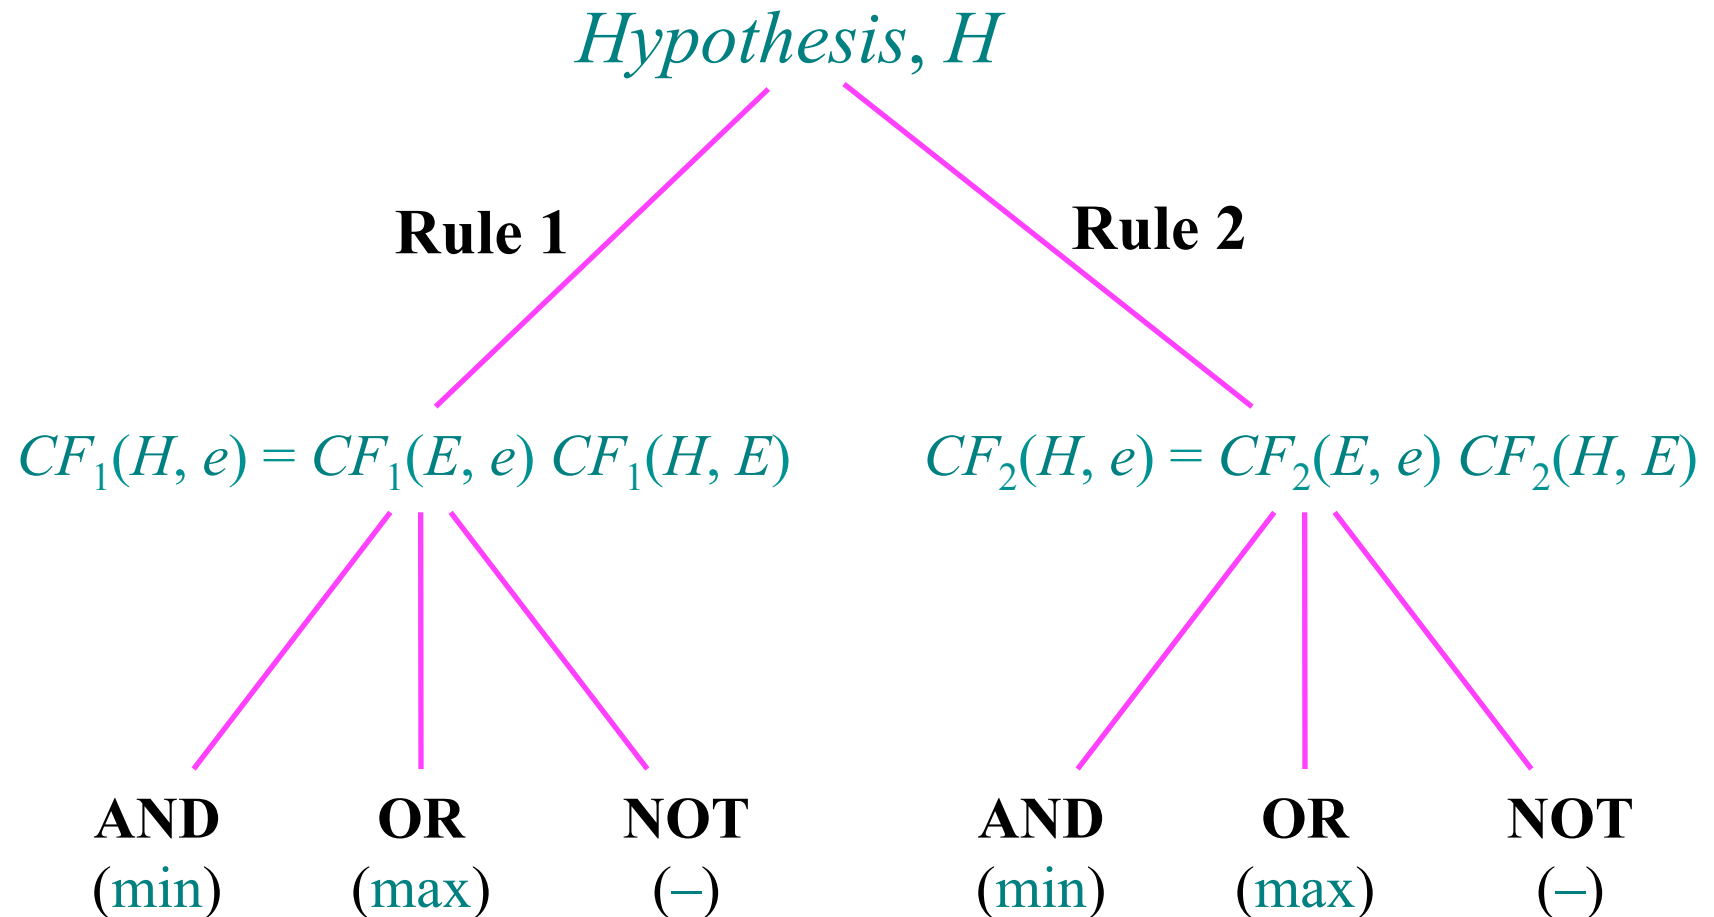 Hypothesis, H
Rule 1 Rule 2
CF₁(H, e) = CF₁(E, e) CF₁(H, E) CF₂(H, e) = CF₂(E, e) CF₂(H, E)
AND OR NOT AND OR NOT
(min) (max) (–) (min) (max) (–)